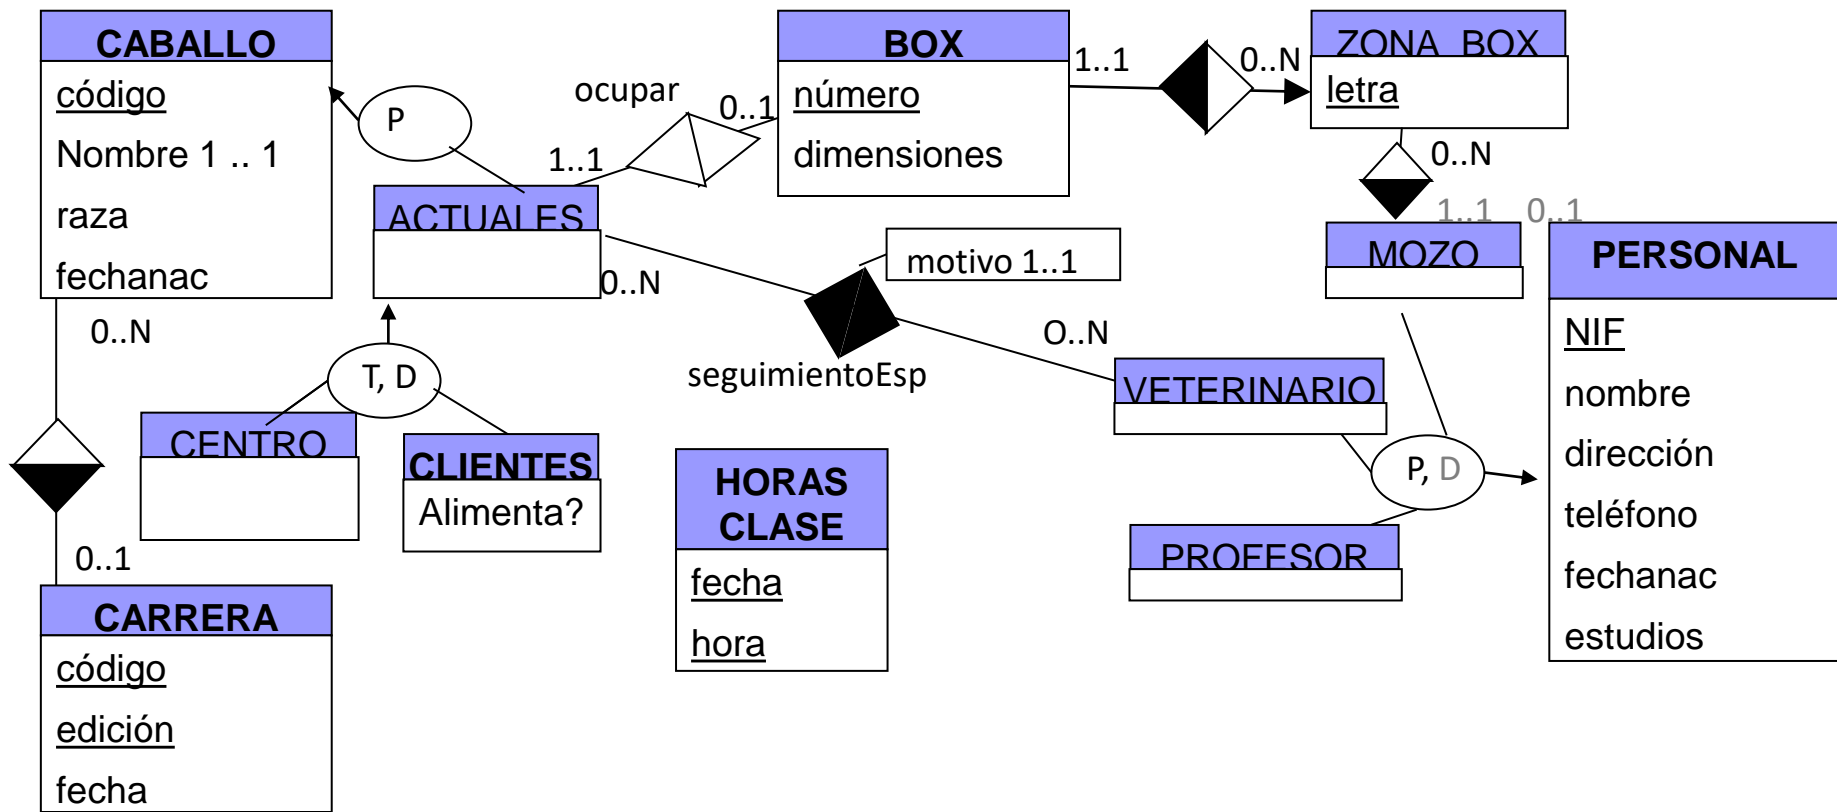 CABALLO
código
Nombre 1 .. 1
raza
fechanac
P
ocupar
0..1
1..1
BOX
número
dimensiones
1..1
0..N
ZONA_BOX
letra
0..N
1..1
0..1
MOZO
ACTUALES
0..N
motivo 1..1
seguimientoEsp
O..N
VETERINARIO
PERSONAL
NIF
nombre
dirección
teléfono
fechanac
estudios
P, D
PROFESOR
0..N
T, D
CENTRO
CLIENTES
Alimenta?
HORAS
CLASE
fecha
hora
0..1
CARRERA
código
edición
fecha